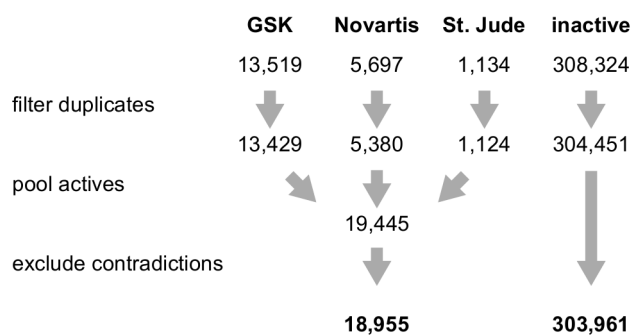 GSK Novartis St. Jude inactive
13,519 5,697 1,134 308,324
filter duplicates
13,429 5,380 1,124 304,451
pool actives
19,445
exclude contradictions
18,955 303,961